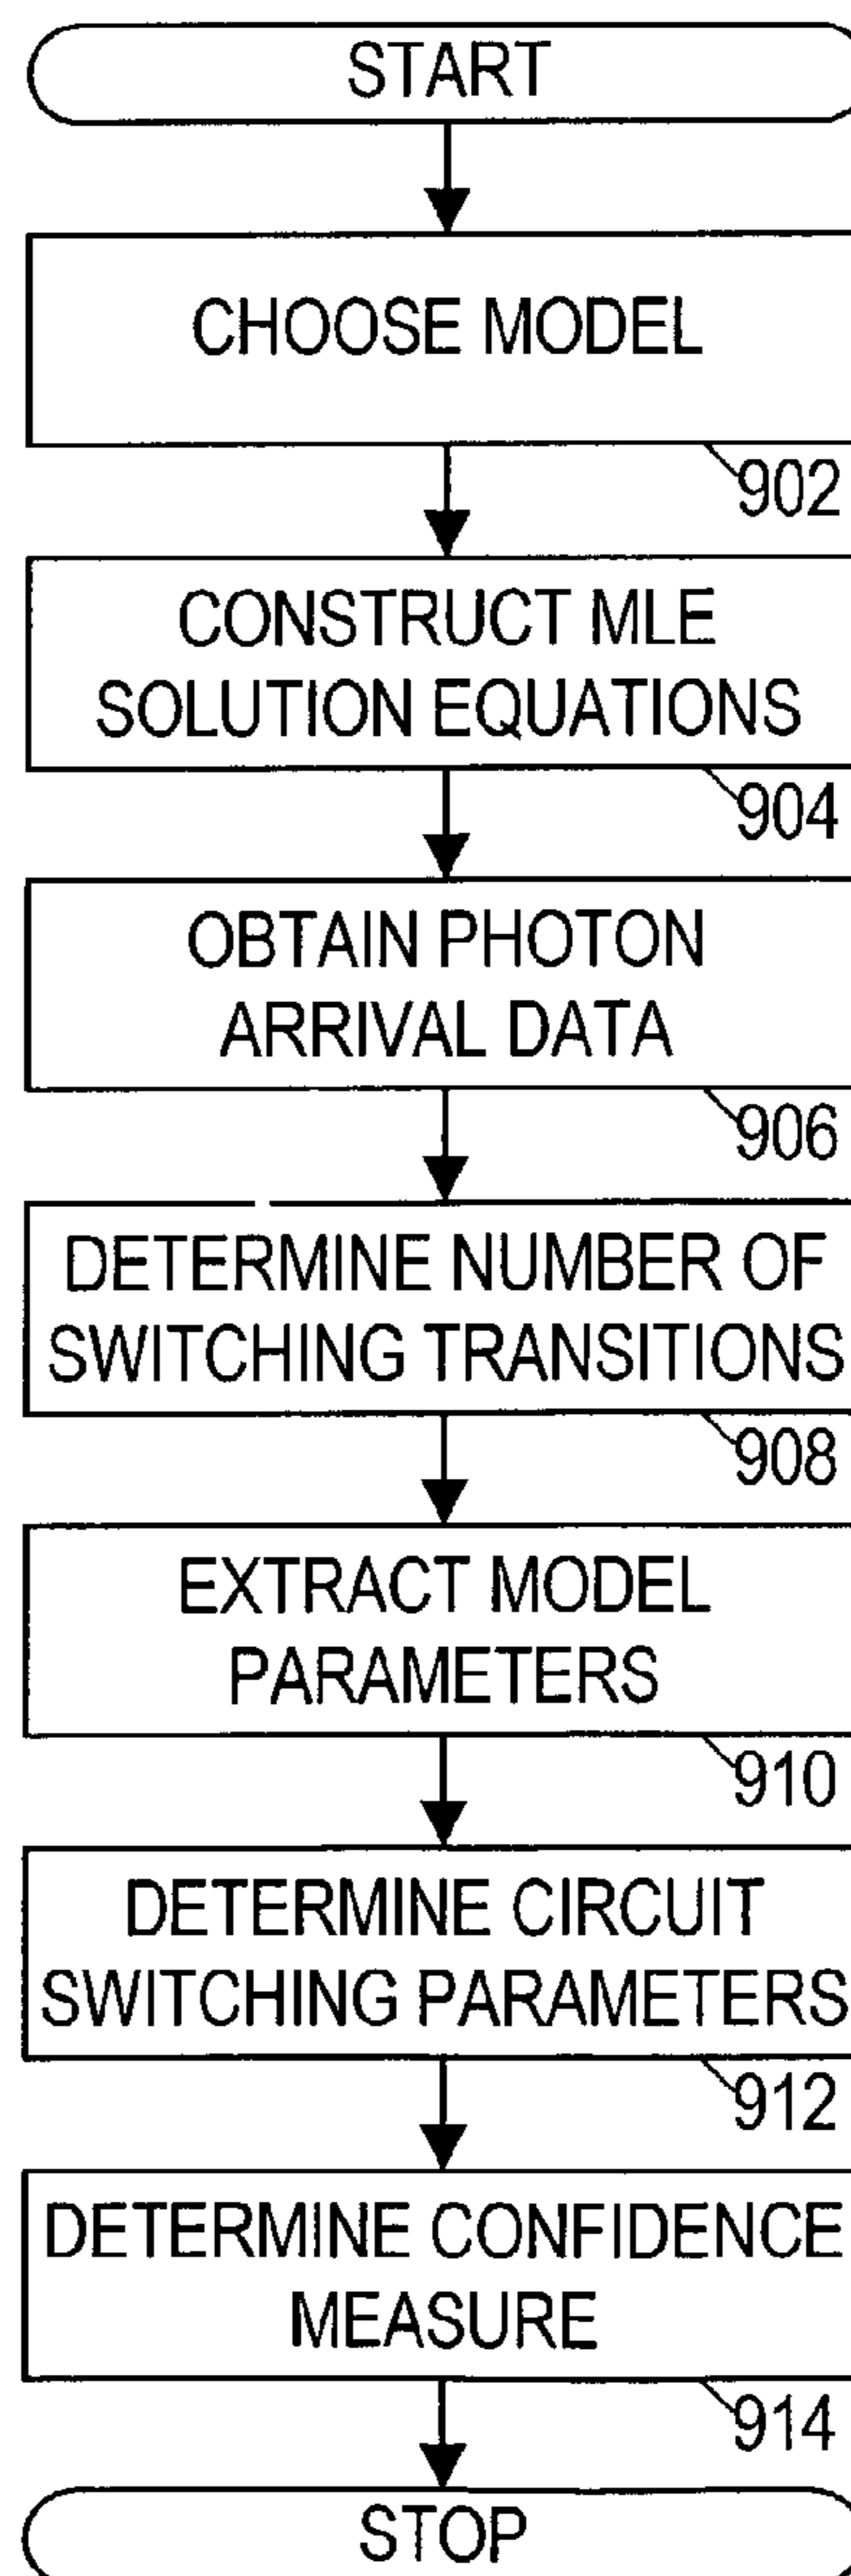 START
CHOOSE MODEL
902
CONSTRUCT MLE
SOLUTION EQUATIONS
904
OBTAIN PHOTON
ARRIVAL DATA
906
DETERMINE NUMBER OF
SWITCHING TRANSITIONS
908
EXTRACT MODEL
PARAMETERS
910
DETERMINE CIRCUIT
SWITCHING PARAMETERS
912
DETERMINE CONFIDENCE
MEASURE
914
STOP